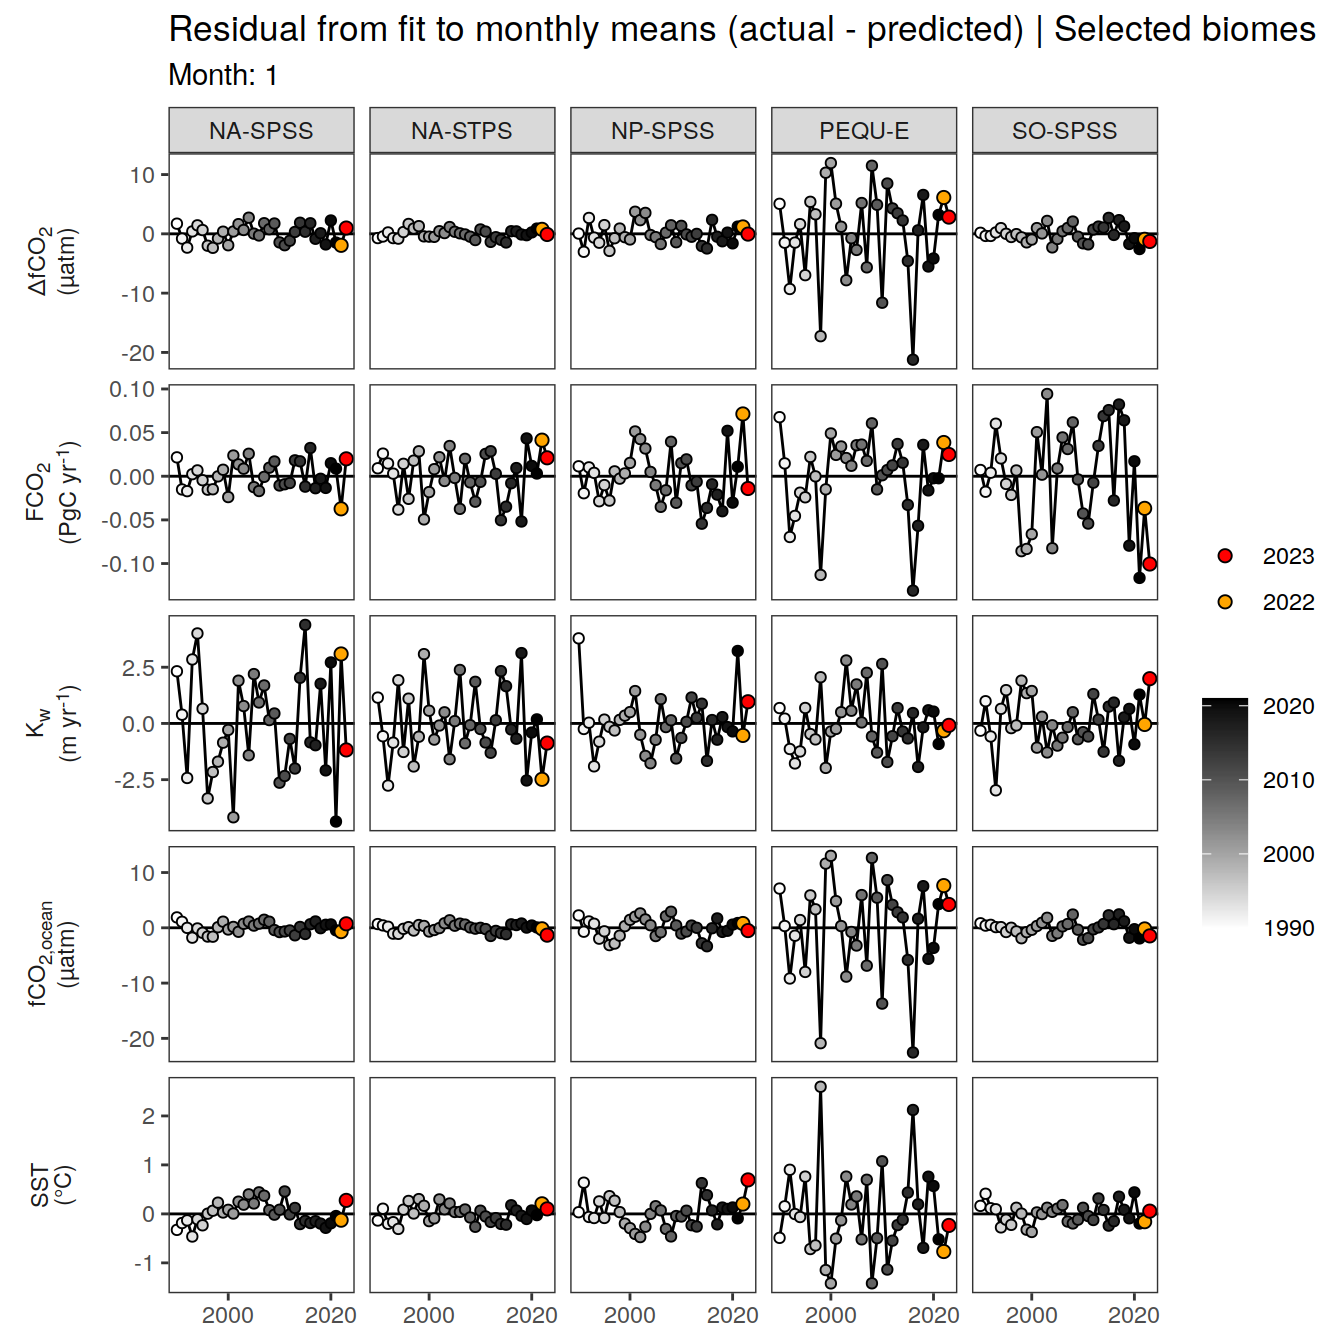 Residual from fit to monthly means (actual - predicted) | Selected biomes
Month: 1
NA-SPSS NA-STPS NP-SPSS PEQU-E SO-SPSS
ΔfCO2
(µatm)
10
0
-10
-20
FCO2
(PgC yr-1)
0.10
0.05
0.00
-0.05
-0.10
Kw
(m yr-1)
2.5
0.0
-2.5
fCO2,ocean
(µatm)
10
0
-10
-20
SST
(°C)
2
1
0
-1
2000 2020 2000 2020 2000 2020 2000 2020 2000 2020
2023
2022
2020
2010
2000
1990